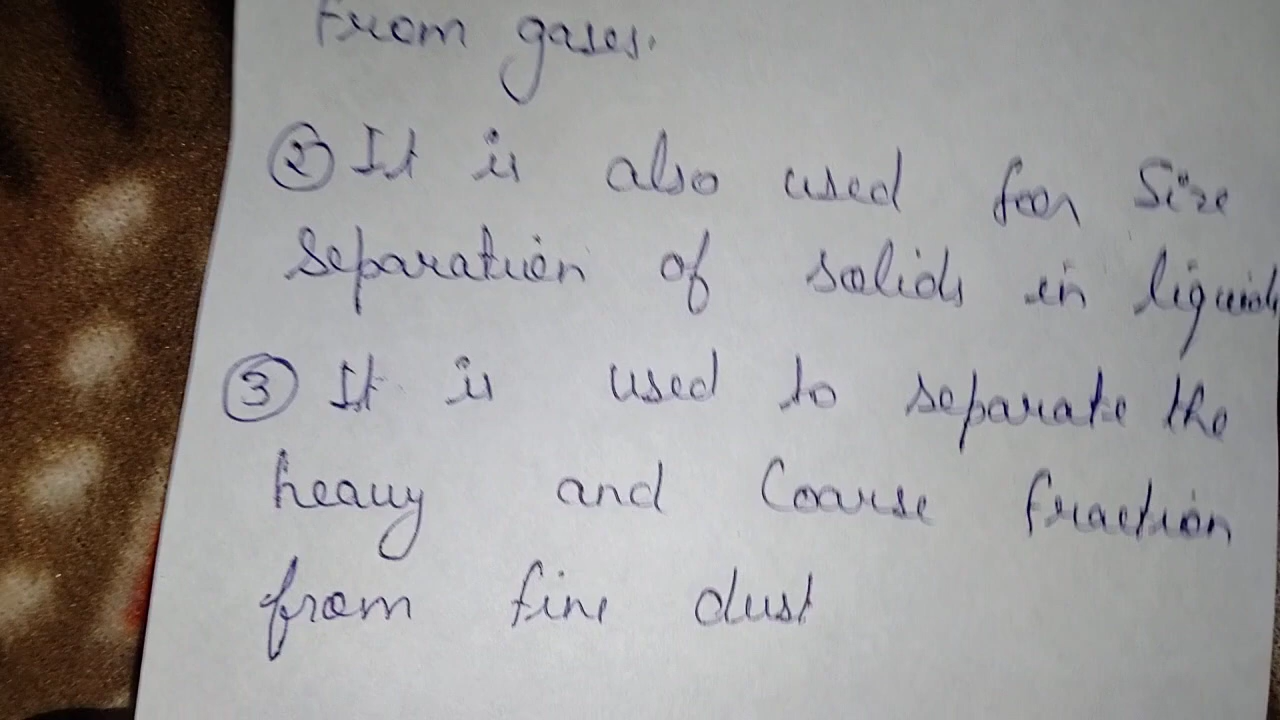 From gases.
② It is also used for Size
separation of solids in liquids
③ It is used to separate the
heavy and Coarse fraction
from fine dust